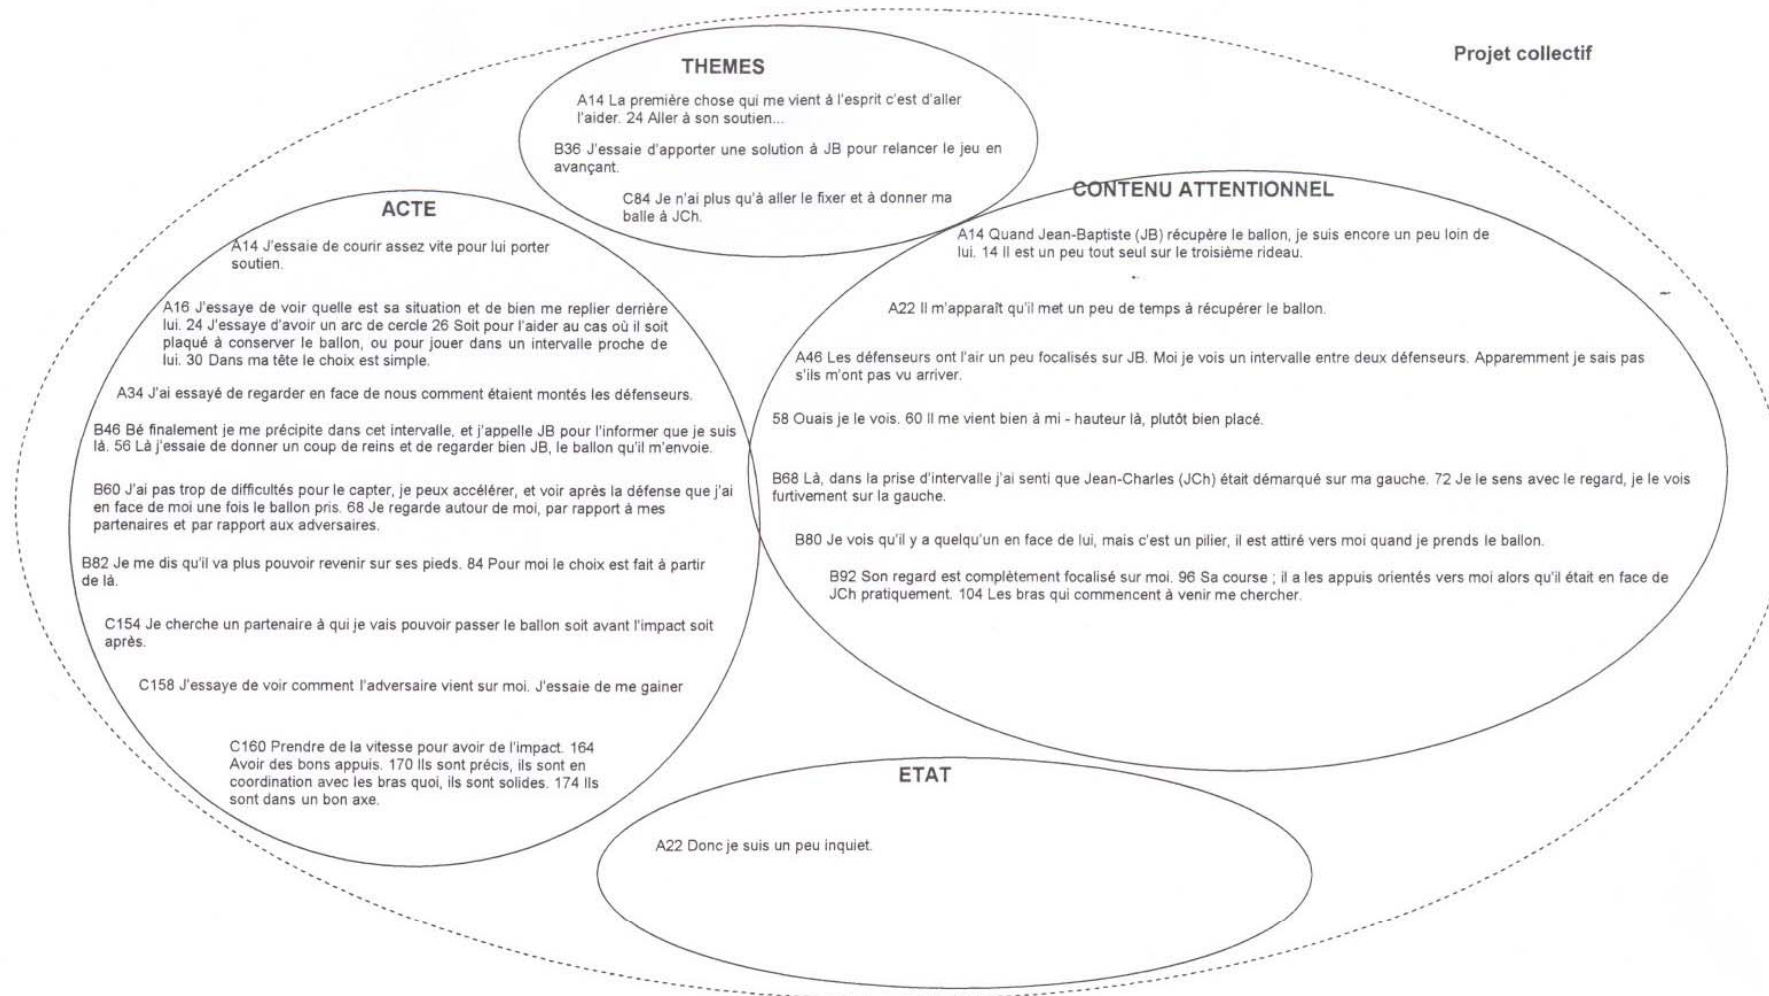 Projet collectif
THEMES
A14 La première chose qui me vient à l'esprit c'est d'aller
l'aider. 24 Aller à son soutien...
B36 J'essaie d'apporter une solution à JB pour relancer le jeu en
avançant.
C84 Je n'ai plus qu'à aller le fixer et à donner ma
balle à JCh.
ACTE
A14 J'essaie de courir assez vite pour lui porter
soutien.
A16 J'essaye de voir quelle est sa situation et de bien me replier derrière
lui. 24 J'essaye d'avoir un arc de cercle 26 Soit pour l'aider au cas où il soit
plaqué à conserver le ballon, ou pour jouer dans un intervalle proche de
lui. 30 Dans ma tête le choix est simple.
A34 J'ai essayé de regarder en face de nous comment étaient montés les défenseurs.
B46 Bé finalement je me précipite dans cet intervalle, et j'appelle JB pour l'informer que je suis
là. 56 Là j'essaie de donner un coup de reins et de regarder bien JB, le ballon qu'il m'envoie.
B60 J'ai pas trop de difficultés pour le capter, je peux accélérer, et voir après la défense que j'ai
en face de moi une fois le ballon pris. 68 Je regarde autour de moi, par rapport à mes
partenaires et par rapport aux adversaires.
B82 Je me dis qu'il va plus pouvoir revenir sur ses pieds. 84 Pour moi le choix est fait à partir
de là.
C154 Je cherche un partenaire à qui je vais pouvoir passer le ballon soit avant l'impact soit
après.
C158 J'essaye de voir comment l'adversaire vient sur moi. J'essaie de me gainer
C160 Prendre de la vitesse pour avoir de l'impact. 164
Avoir des bons appuis. 170 Ils sont précis, ils sont en
coordination avec les bras quoi, ils sont solides. 174 Ils
sont dans un bon axe.
CONTENU ATTENTIONNEL
A14 Quand Jean-Baptiste (JB) récupère le ballon, je suis encore un peu loin de
lui. 14 Il est un peu tout seul sur le troisième rideau.
A22 Il m'apparaît qu'il met un peu de temps à récupérer le ballon.
A46 Les défenseurs ont l'air un peu focalisés sur JB. Moi je vois un intervalle entre deux défenseurs. Apparemment je sais pas
s'ils m'ont pas vu arriver.
58 Ouais je le vois. 60 Il me vient bien à mi - hauteur là, plutôt bien placé.
B68 Là, dans la prise d'intervalle j'ai senti que Jean-Charles (JCh) était démarqué sur ma gauche. 72 Je le sens avec le regard, je le vois
furtivement sur la gauche.
B80 Je vois qu'il y a quelqu'un en face de lui, mais c'est un pilier, il est attiré vers moi quand je prends le ballon.
B92 Son regard est complètement focalisé sur moi. 96 Sa course ; il a les appuis orientés vers moi alors qu'il était en face de
JCh pratiquement. 104 Les bras qui commencent à venir me chercher.
ETAT
A22 Donc je suis un peu inquiet.